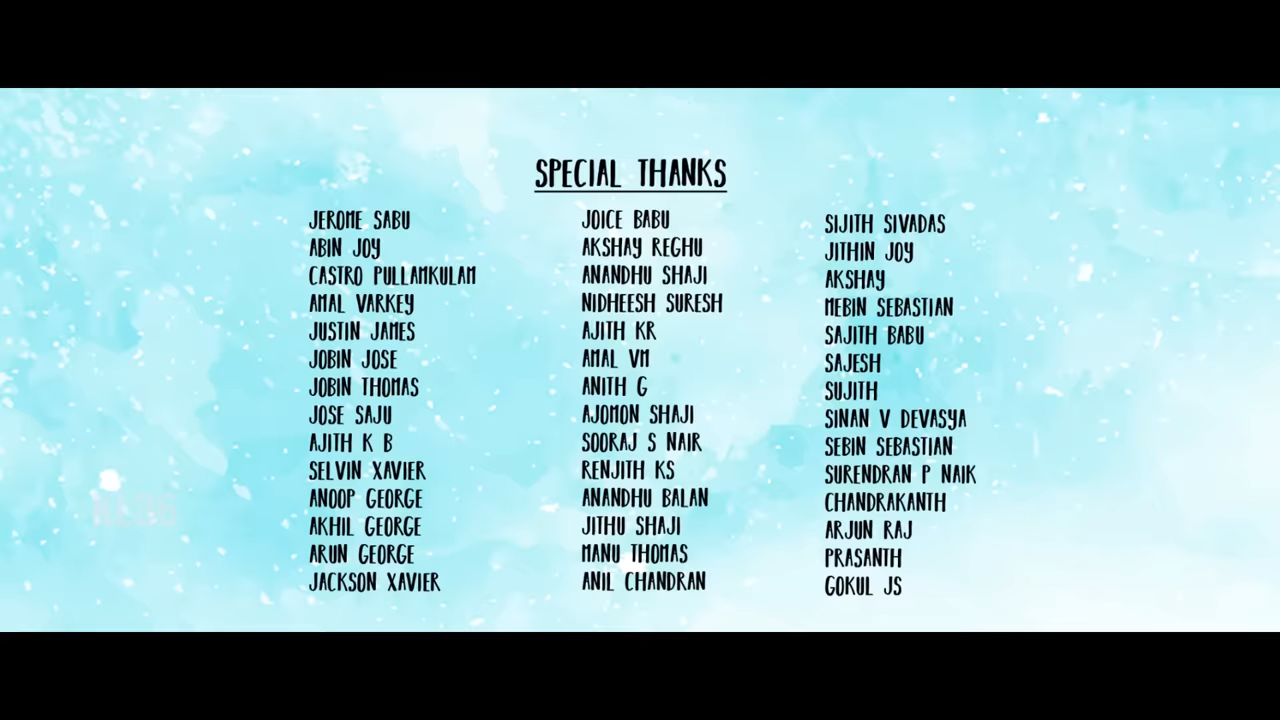 SPECIAL THANKS
JEROME SABU
ABIN JOY
CASTRO PULLAMKULAM
AMAL VARKEY
JUSTIN JAMES
JOBIN JOSE
JOBIN THOMAS
JOSE SAJU
AJITH K B
SELVIN XAVIER
ANOOP GEORGE
AKHIL GEORGE
ARUN GEORGE
JACKSON XAVIER
JOICE BABU
AKSHAY REGHU
ANANDHU SHAJI
NIDHEESH SURESH
AJITH KR
AMAL VM
ANITH G
AJOMON SHAJI
SOORAJ S NAIR
RENJITH KS
ANANDHU BALAN
JITHU SHAJI
MANU THOMAS
ANIL CHANDRAN
SIJITH SIVADAS
JITHIN JOY
AKSHAY
MEBIN SEBASTIAN
SAJITH BABU
SAJESH
SUJITH
SINAN V DEVASYA
SEBIN SEBASTIAN
SURENDRAN P NAIK
CHANDRAKANTH
ARJUN RAJ
PRASANTH
GOKUL JS